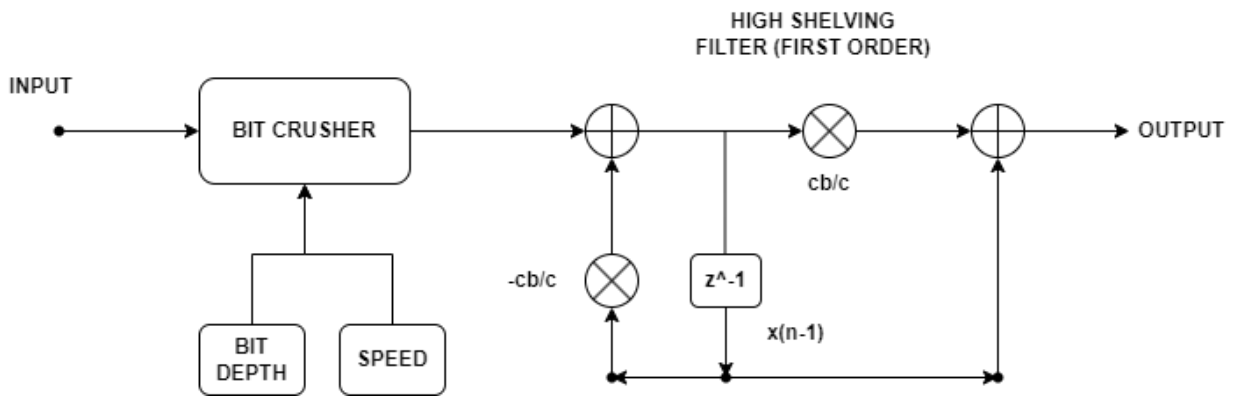 HIGH SHELVING
FILTER (FIRST ORDER)
INPUT
BIT CRUSHER
OUTPUT
cb/c
-cb/c
z^-1
x(n-1)
BIT
DEPTH
SPEED